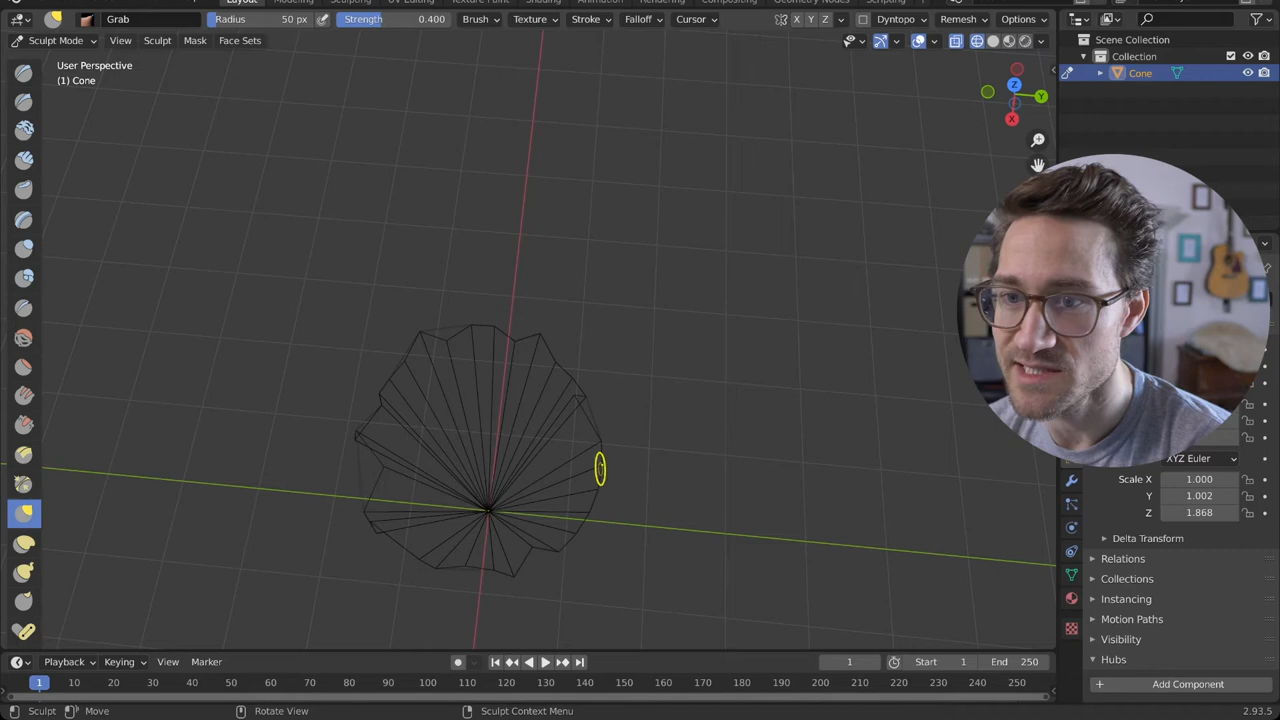 Layout Modeling Sculpting UV Editing Texture Paint Shading Animation Rendering Compositing Geometry Nodes Scripting
Grab Radius 50 px Strength 0.400 Brush Texture Stroke Falloff Cursor X Y Z Dyntopo Remesh Options
Sculpt Mode View Sculpt Mask Face Sets
Scene Collection
Collection
Cone
User Perspective
(1) Cone
Z
Y
X
XYZ Euler
Scale X 1.000
Y 1.002
Z 1.868
Delta Transform
Relations
Collections
Instancing
Motion Paths
Visibility
Hubs
Add Component
Playback Keying View Marker 1 Start 1 End 250
1 10 20 30 40 50 60 70 80 90 100 110 120 130 140 150 160 170 180 190 200 210 220 230 240 250
Sculpt Move Rotate View Sculpt Context Menu 2.93.5